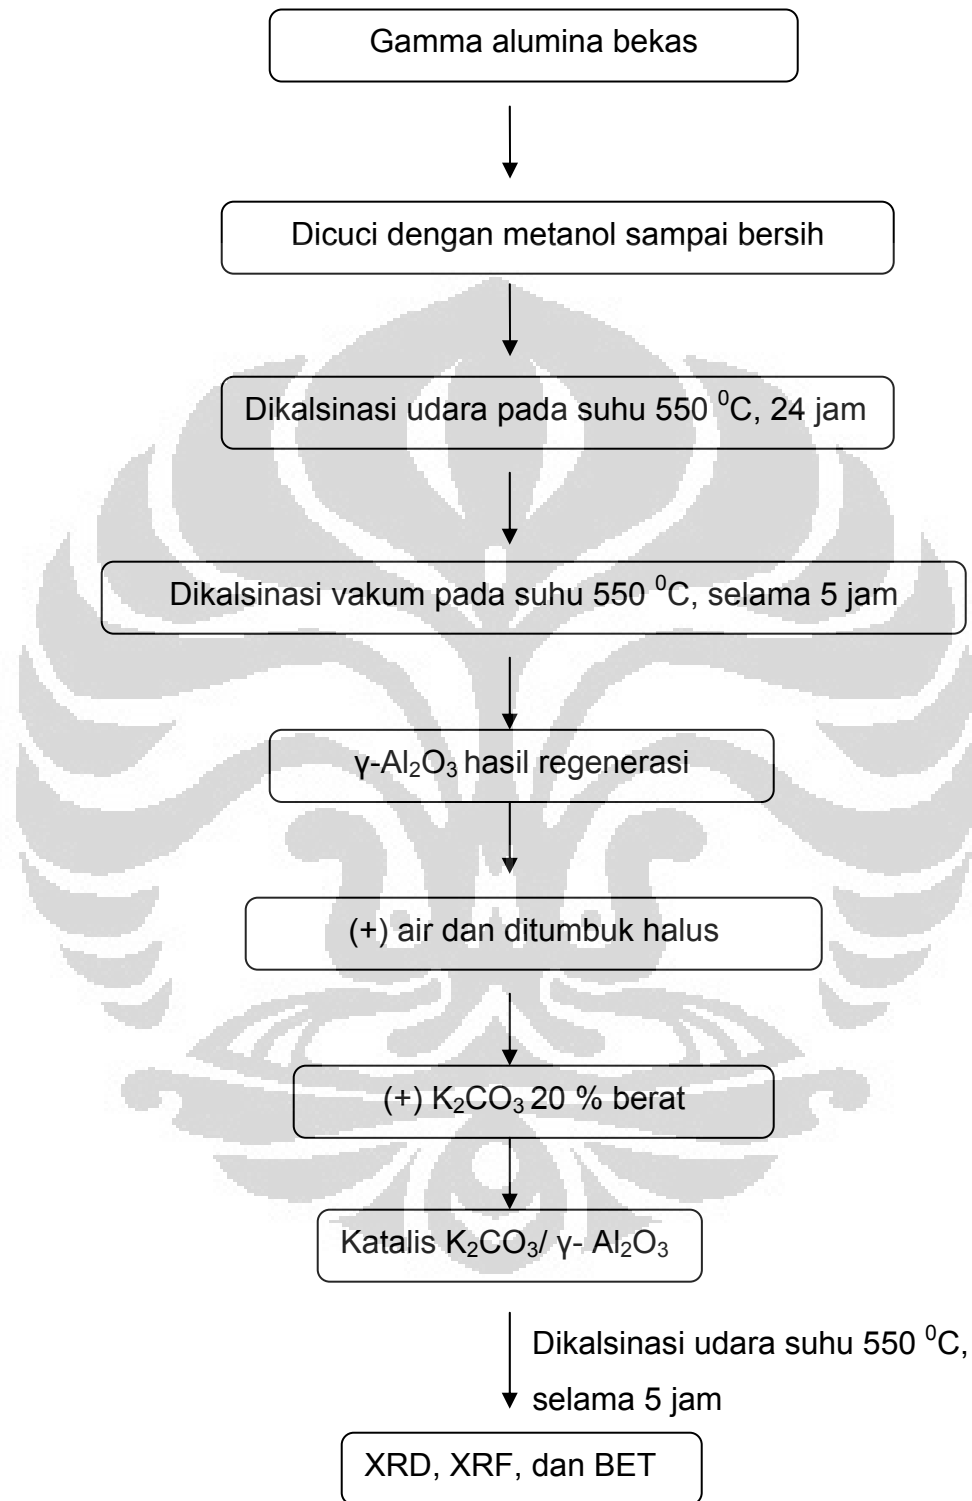 Gamma alumina bekas
Dicuci dengan metanol sampai bersih
Dikalsinasi udara pada suhu 550 ⁰C, 24 jam
Dikalsinasi vakum pada suhu 550 ⁰C, selama 5 jam
γ-Al₂O₃ hasil regenerasi
(+) air dan ditumbuk halus
(+) K₂CO₃ 20 % berat
Katalis K₂CO₃/ γ- Al₂O₃
Dikalsinasi udara suhu 550 ⁰C,
selama 5 jam
XRD, XRF, dan BET